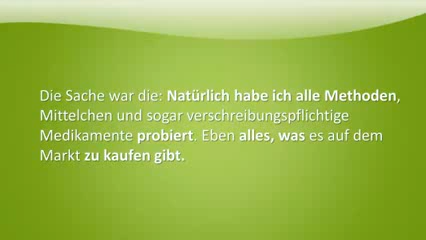 Die Sache war die: Natürlich habe ich alle Methoden,
Mittelchen und sogar verschreibungspflichtige
Medikamente probiert. Eben alles, was es auf dem
Markt zu kaufen gibt.